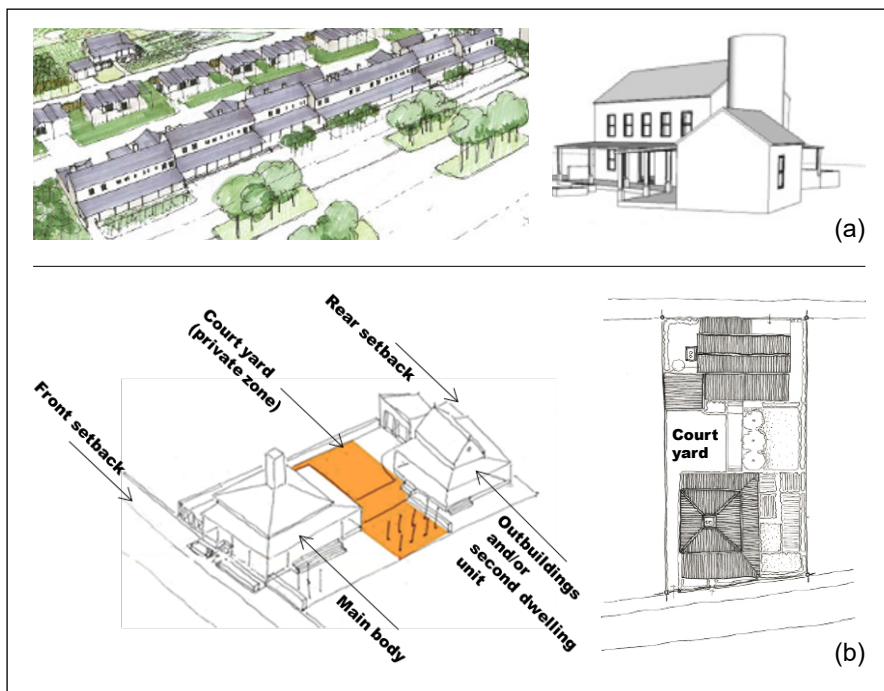 (a)
Rear setback
Court yard
(private zone)
Front setback
Court
yard
Outbuildings
and/or
second dwelling
unit
Main body
(b)